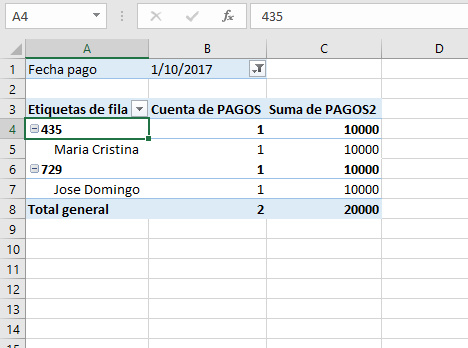 A4 fx 435
A B C D
1 Fecha pago 1/10/2017
2
3 Etiquetas de fila Cuenta de PAGOS Suma de PAGOS2
4 435 1 10000
5 Maria Cristina 1 10000
6 729 1 10000
7 Jose Domingo 1 10000
8 Total general 2 20000
9
10
11
12
13
14
15